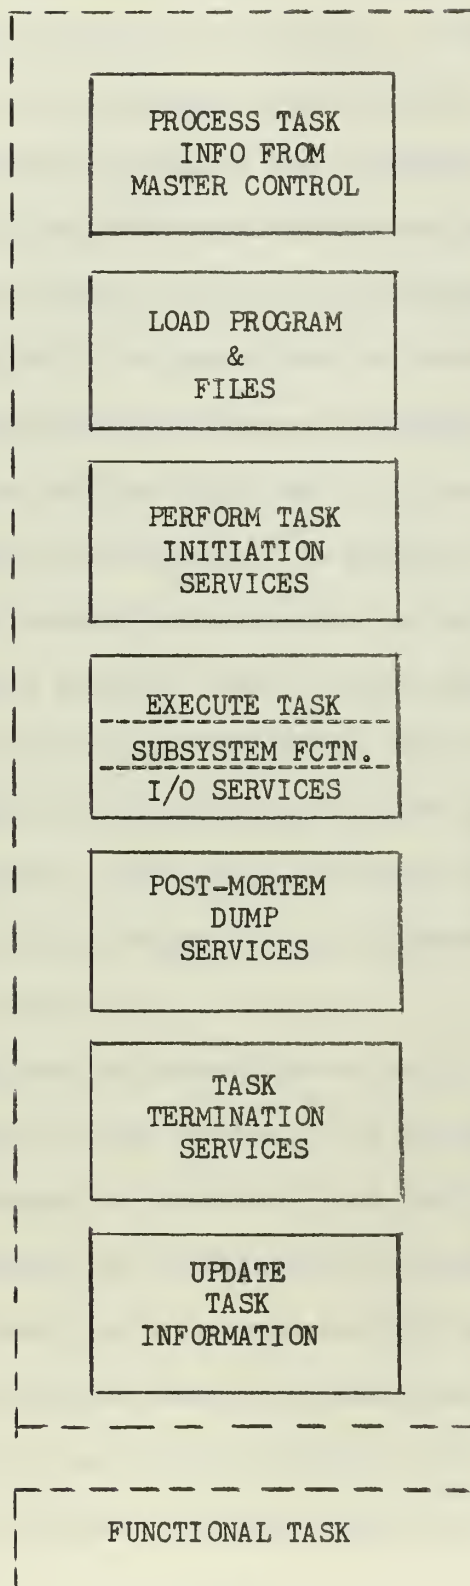 PROCESS TASK
INFO FROM
MASTER CONTROL
LOAD PROGRAM
&
FILES
PERFORM TASK
INITIATION
SERVICES
EXECUTE TASK
SUBSYSTEM FCTN.
I/O SERVICES
POST-MORTEM
DUMP
SERVICES
TASK
TERMINATION
SERVICES
UPDATE
TASK
INFORMATION
FUNCTIONAL TASK